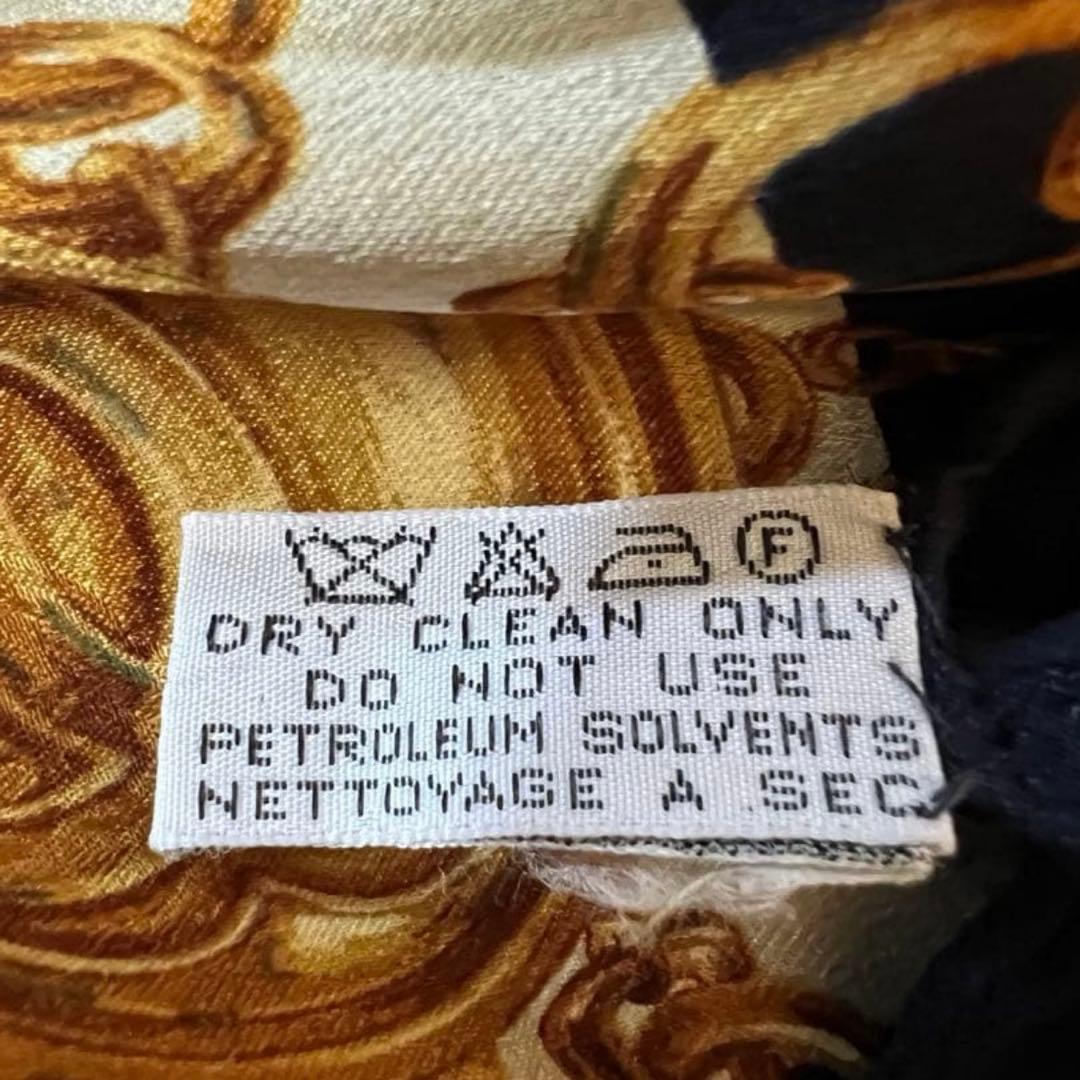 F
DRY CLEAN ONLY
DO NOT USE
PETROLEUM SOLVENTS
NETTOYAGE A SEC